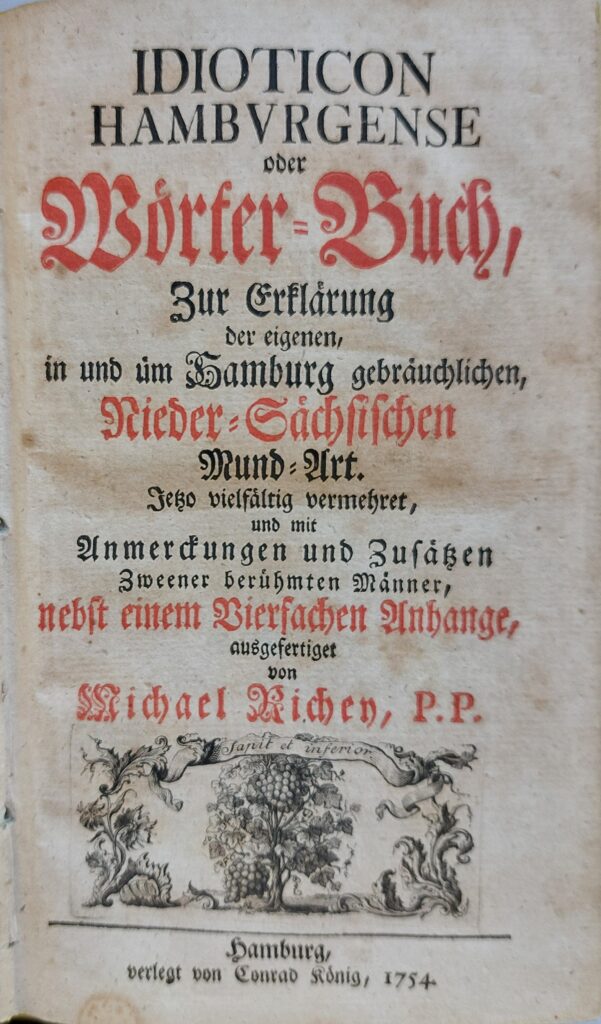 IDIOTICON
HAMBVRGENSE
oder
Wörter-Buch,
Zur Erklärung
der eigenen,
in und üm Hamburg gebräuchlichen,
Nieder-Sächsischen
Mund-Art.
Jetzo vielfältig vermehret,
und mit
Anmerckungen und Zusätzen
Zweener berühmten Männer,
nebst einem Vierfachen Anhange,
ausgefertiget
von
Michael Richey, P.P.
Sapit et inferior.
Hamburg,
verlegt von Conrad König, 1754.